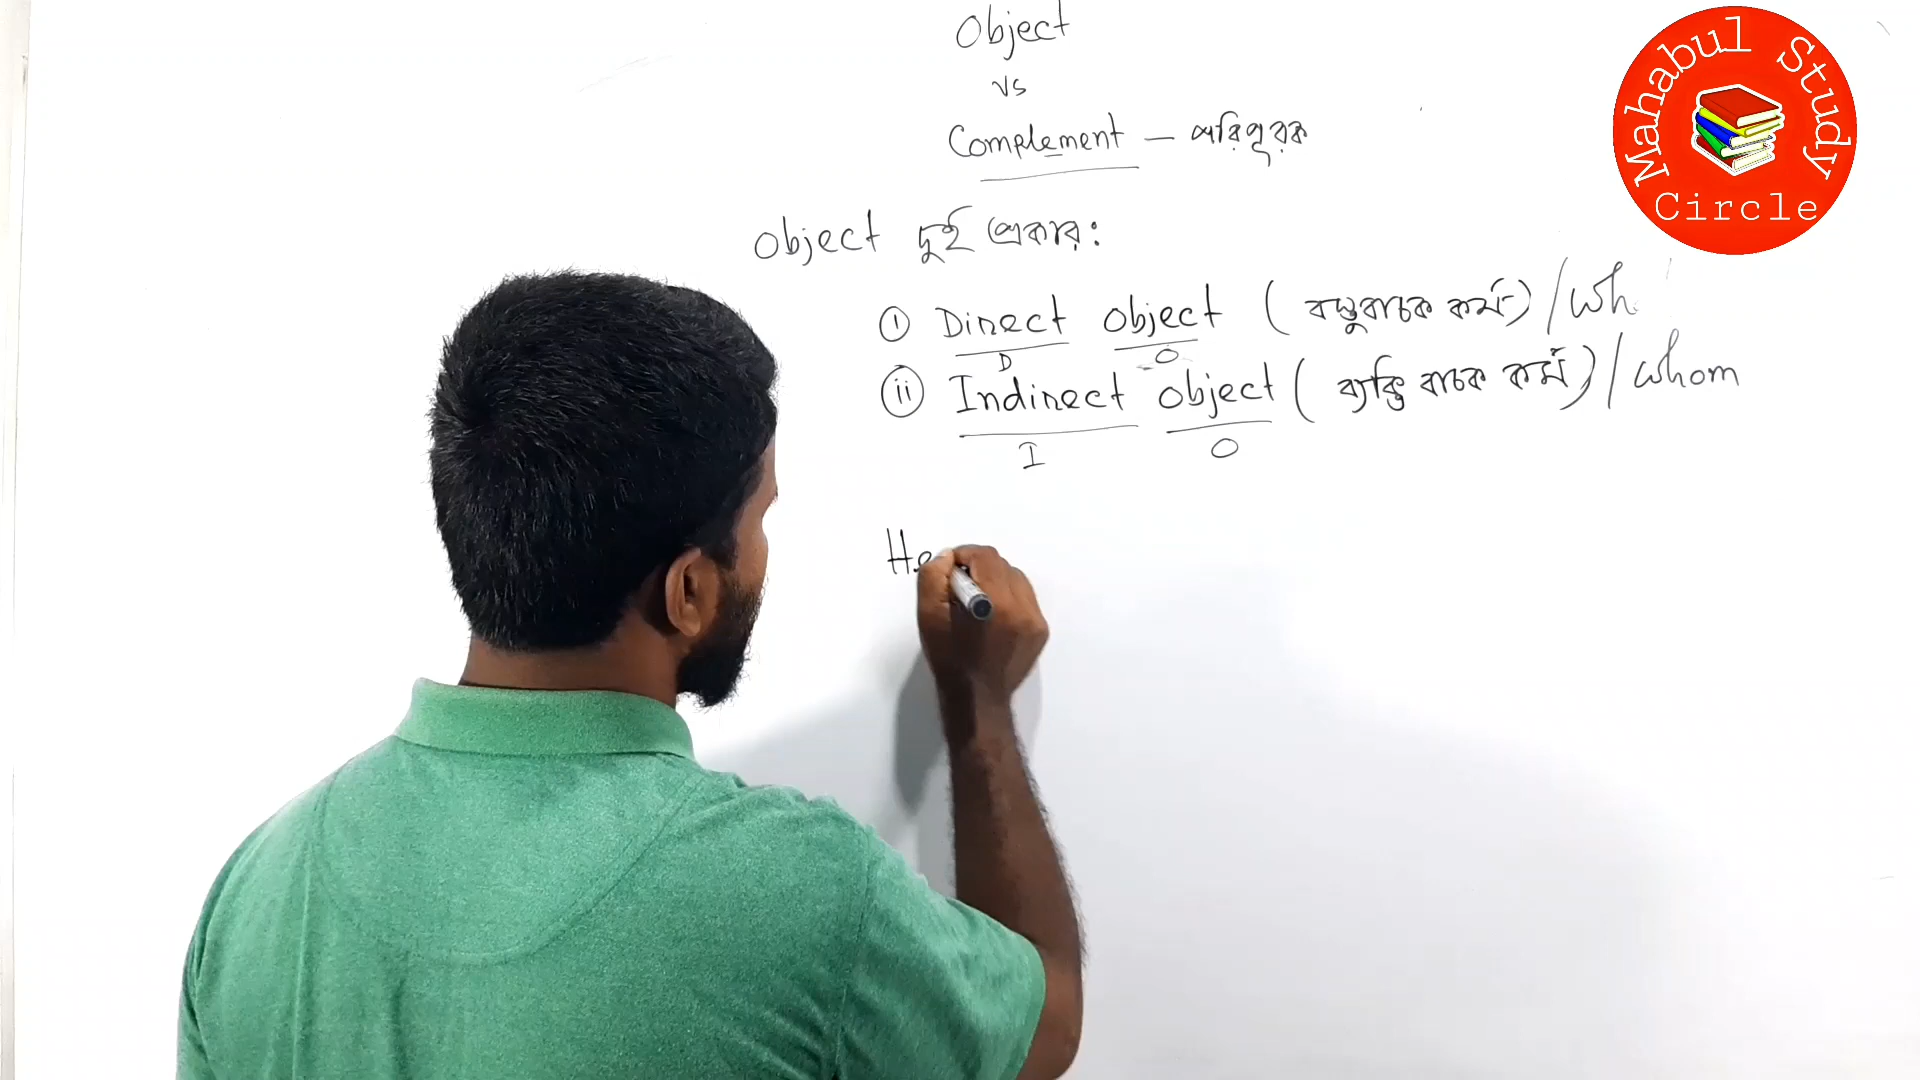 Object
vs
Complement — পরিপূরক
Object দুই প্রকার:
(i) Direct Object ( বস্তুবাচক কর্ম ) / wh
D O
(ii) Indirect Object ( ব্যক্তি বাচক কর্ম ) / whom
I O
He
Mahabul Study
Circle